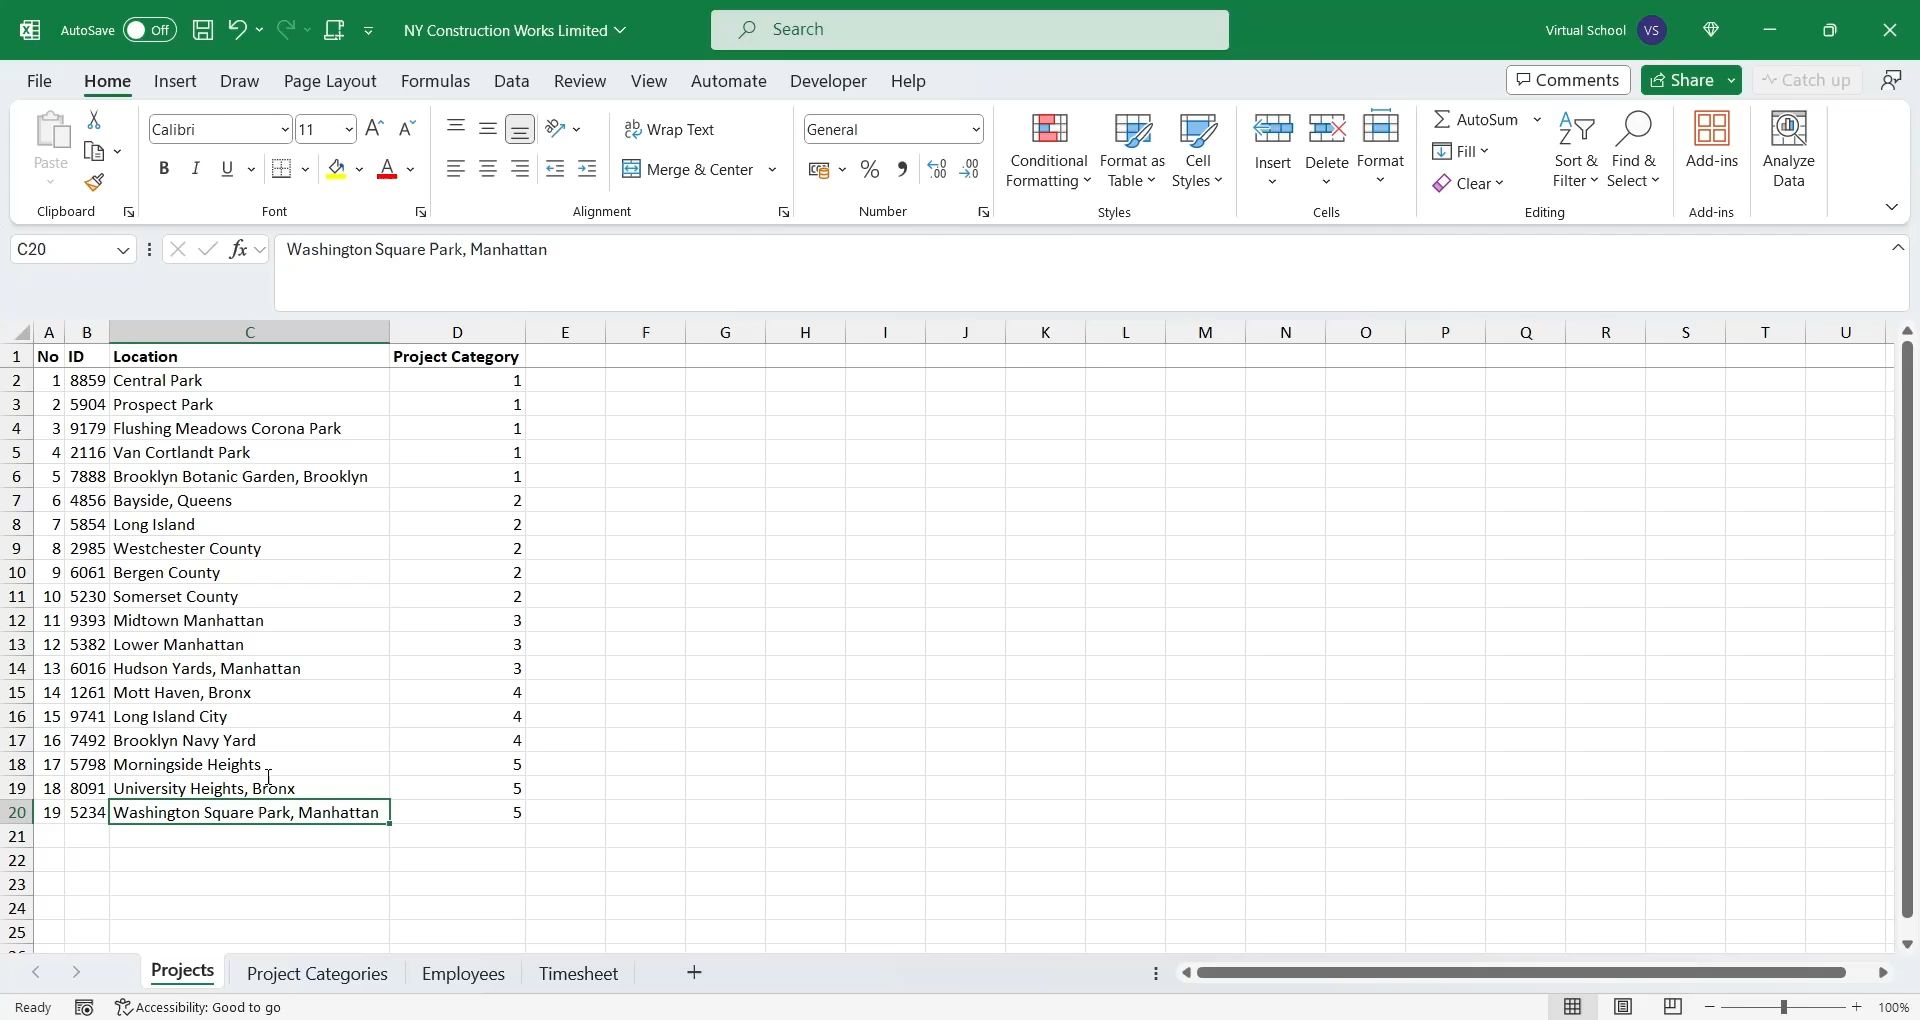 AutoSave Off NY Construction Works Limited Search Virtual School VS
File Home Insert Draw Page Layout Formulas Data Review View Automate Developer Help Comments Share Catch up
Paste
Clipboard
Calibri 11
B I U A
Font
ab Wrap Text
Merge & Center
Alignment
General
% 9
Number
Conditional Formatting
Format as Table
Cell Styles
Styles
Insert Delete Format
Cells
AutoSum
Fill
Clear
Sort & Filter
Find & Select
Editing
Add-ins
Add-ins
Analyze Data
C20 fx Washington Square Park, Manhattan
A B C D E F G H I J K L M N O P Q R S T U
1 No ID Location Project Category
2 1 8859 Central Park 1
3 2 5904 Prospect Park 1
4 3 9179 Flushing Meadows Corona Park 1
5 4 2116 Van Cortlandt Park 1
6 5 7888 Brooklyn Botanic Garden, Brooklyn 1
7 6 4856 Bayside, Queens 2
8 7 5854 Long Island 2
9 8 2985 Westchester County 2
10 9 6061 Bergen County 2
11 10 5230 Somerset County 2
12 11 9393 Midtown Manhattan 3
13 12 5382 Lower Manhattan 3
14 13 6016 Hudson Yards, Manhattan 3
15 14 1261 Mott Haven, Bronx 4
16 15 9741 Long Island City 4
17 16 7492 Brooklyn Navy Yard 4
18 17 5798 Morningside Heights 5
19 18 8091 University Heights, Bronx 5
20 19 5234 Washington Square Park, Manhattan 5
21
22
23
24
25
Projects Project Categories Employees Timesheet +
Ready Accessibility: Good to go 100%